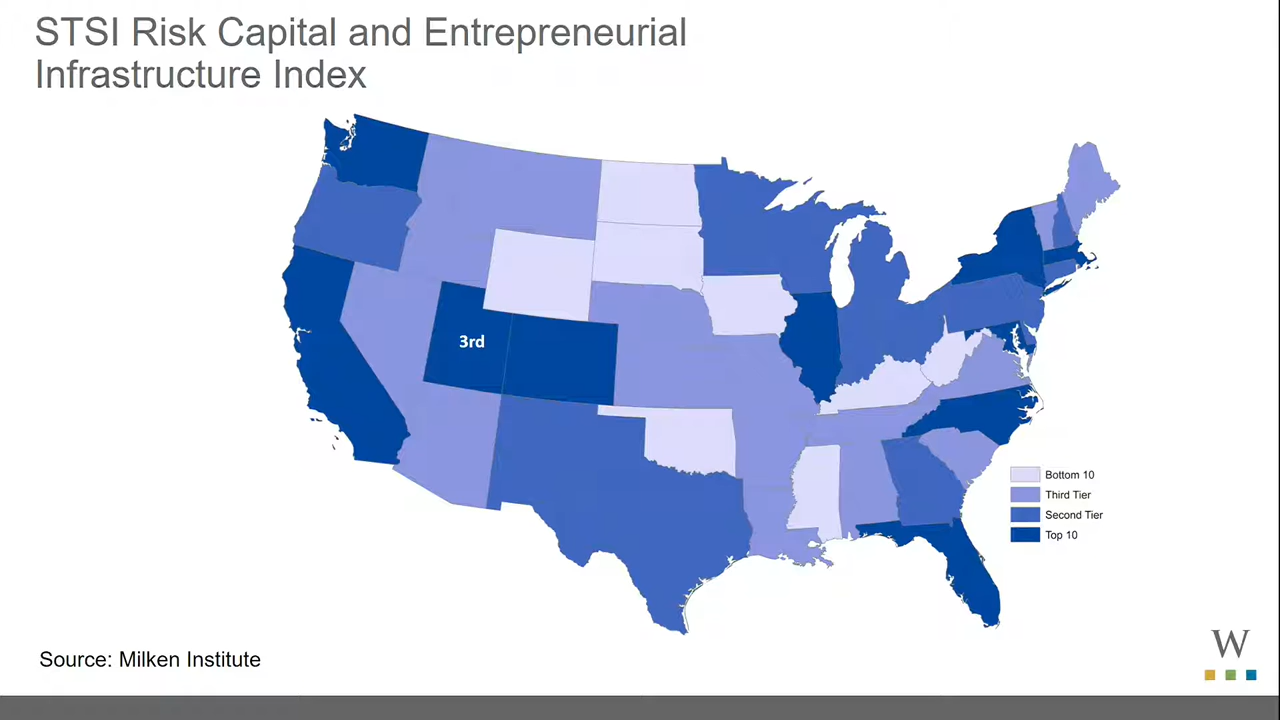 STSI Risk Capital and Entrepreneurial
Infrastructure Index
3rd
Bottom 10
Third Tier
Second Tier
Top 10
Source: Milken Institute
W